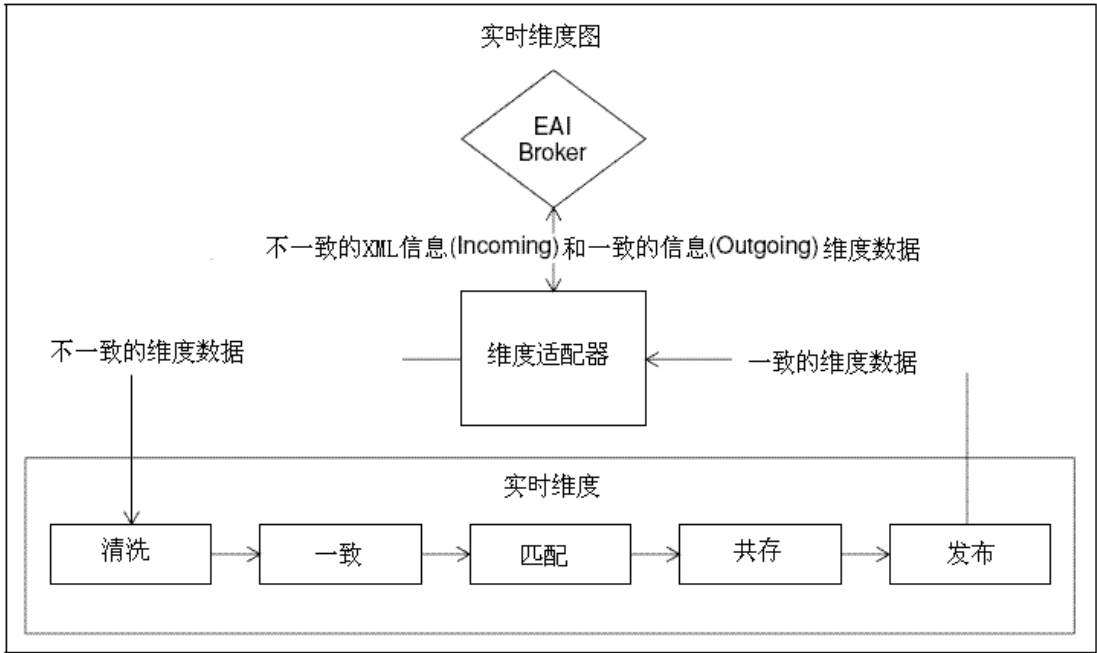 实时维度图
EAI
Broker
不一致的XML信息(Incoming)和一致的信息(Outgoing)维度数据
不一致的维度数据
维度适配器
一致的维度数据
实时维度
清洗
一致
匹配
共存
发布